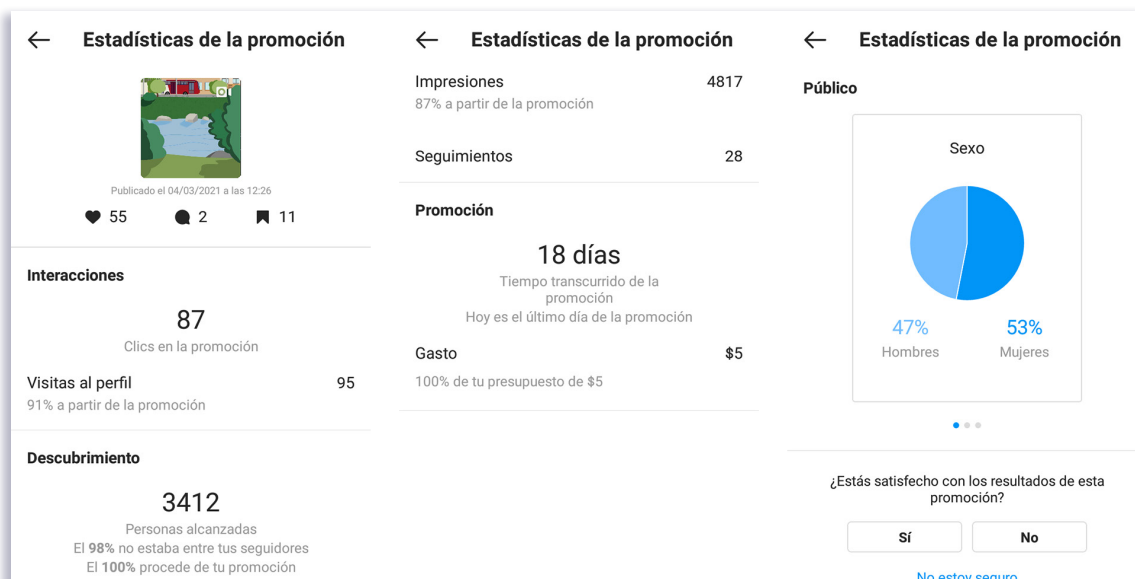 Estadísticas de la promoción
Publicado el 04/03/2021 a las 12:26
55 2 11
Interacciones
87
Clics en la promoción
Visitas al perfil 95
91% a partir de la promoción
Descubrimiento
3412
Personas alcanzadas
El 98% no estaba entre tus seguidores
El 100% procede de tu promoción
Estadísticas de la promoción
Impresiones 4817
87% a partir de la promoción
Seguimientos 28
Promoción
18 días
Tiempo transcurrido de la
promoción
Hoy es el último día de la promoción
Gasto $5
100% de tu presupuesto de $5
Estadísticas de la promoción
Público
Sexo
47% 53%
Hombres Mujeres
¿Estás satisfecho con los resultados de esta
promoción?
Sí No
No estoy seguro